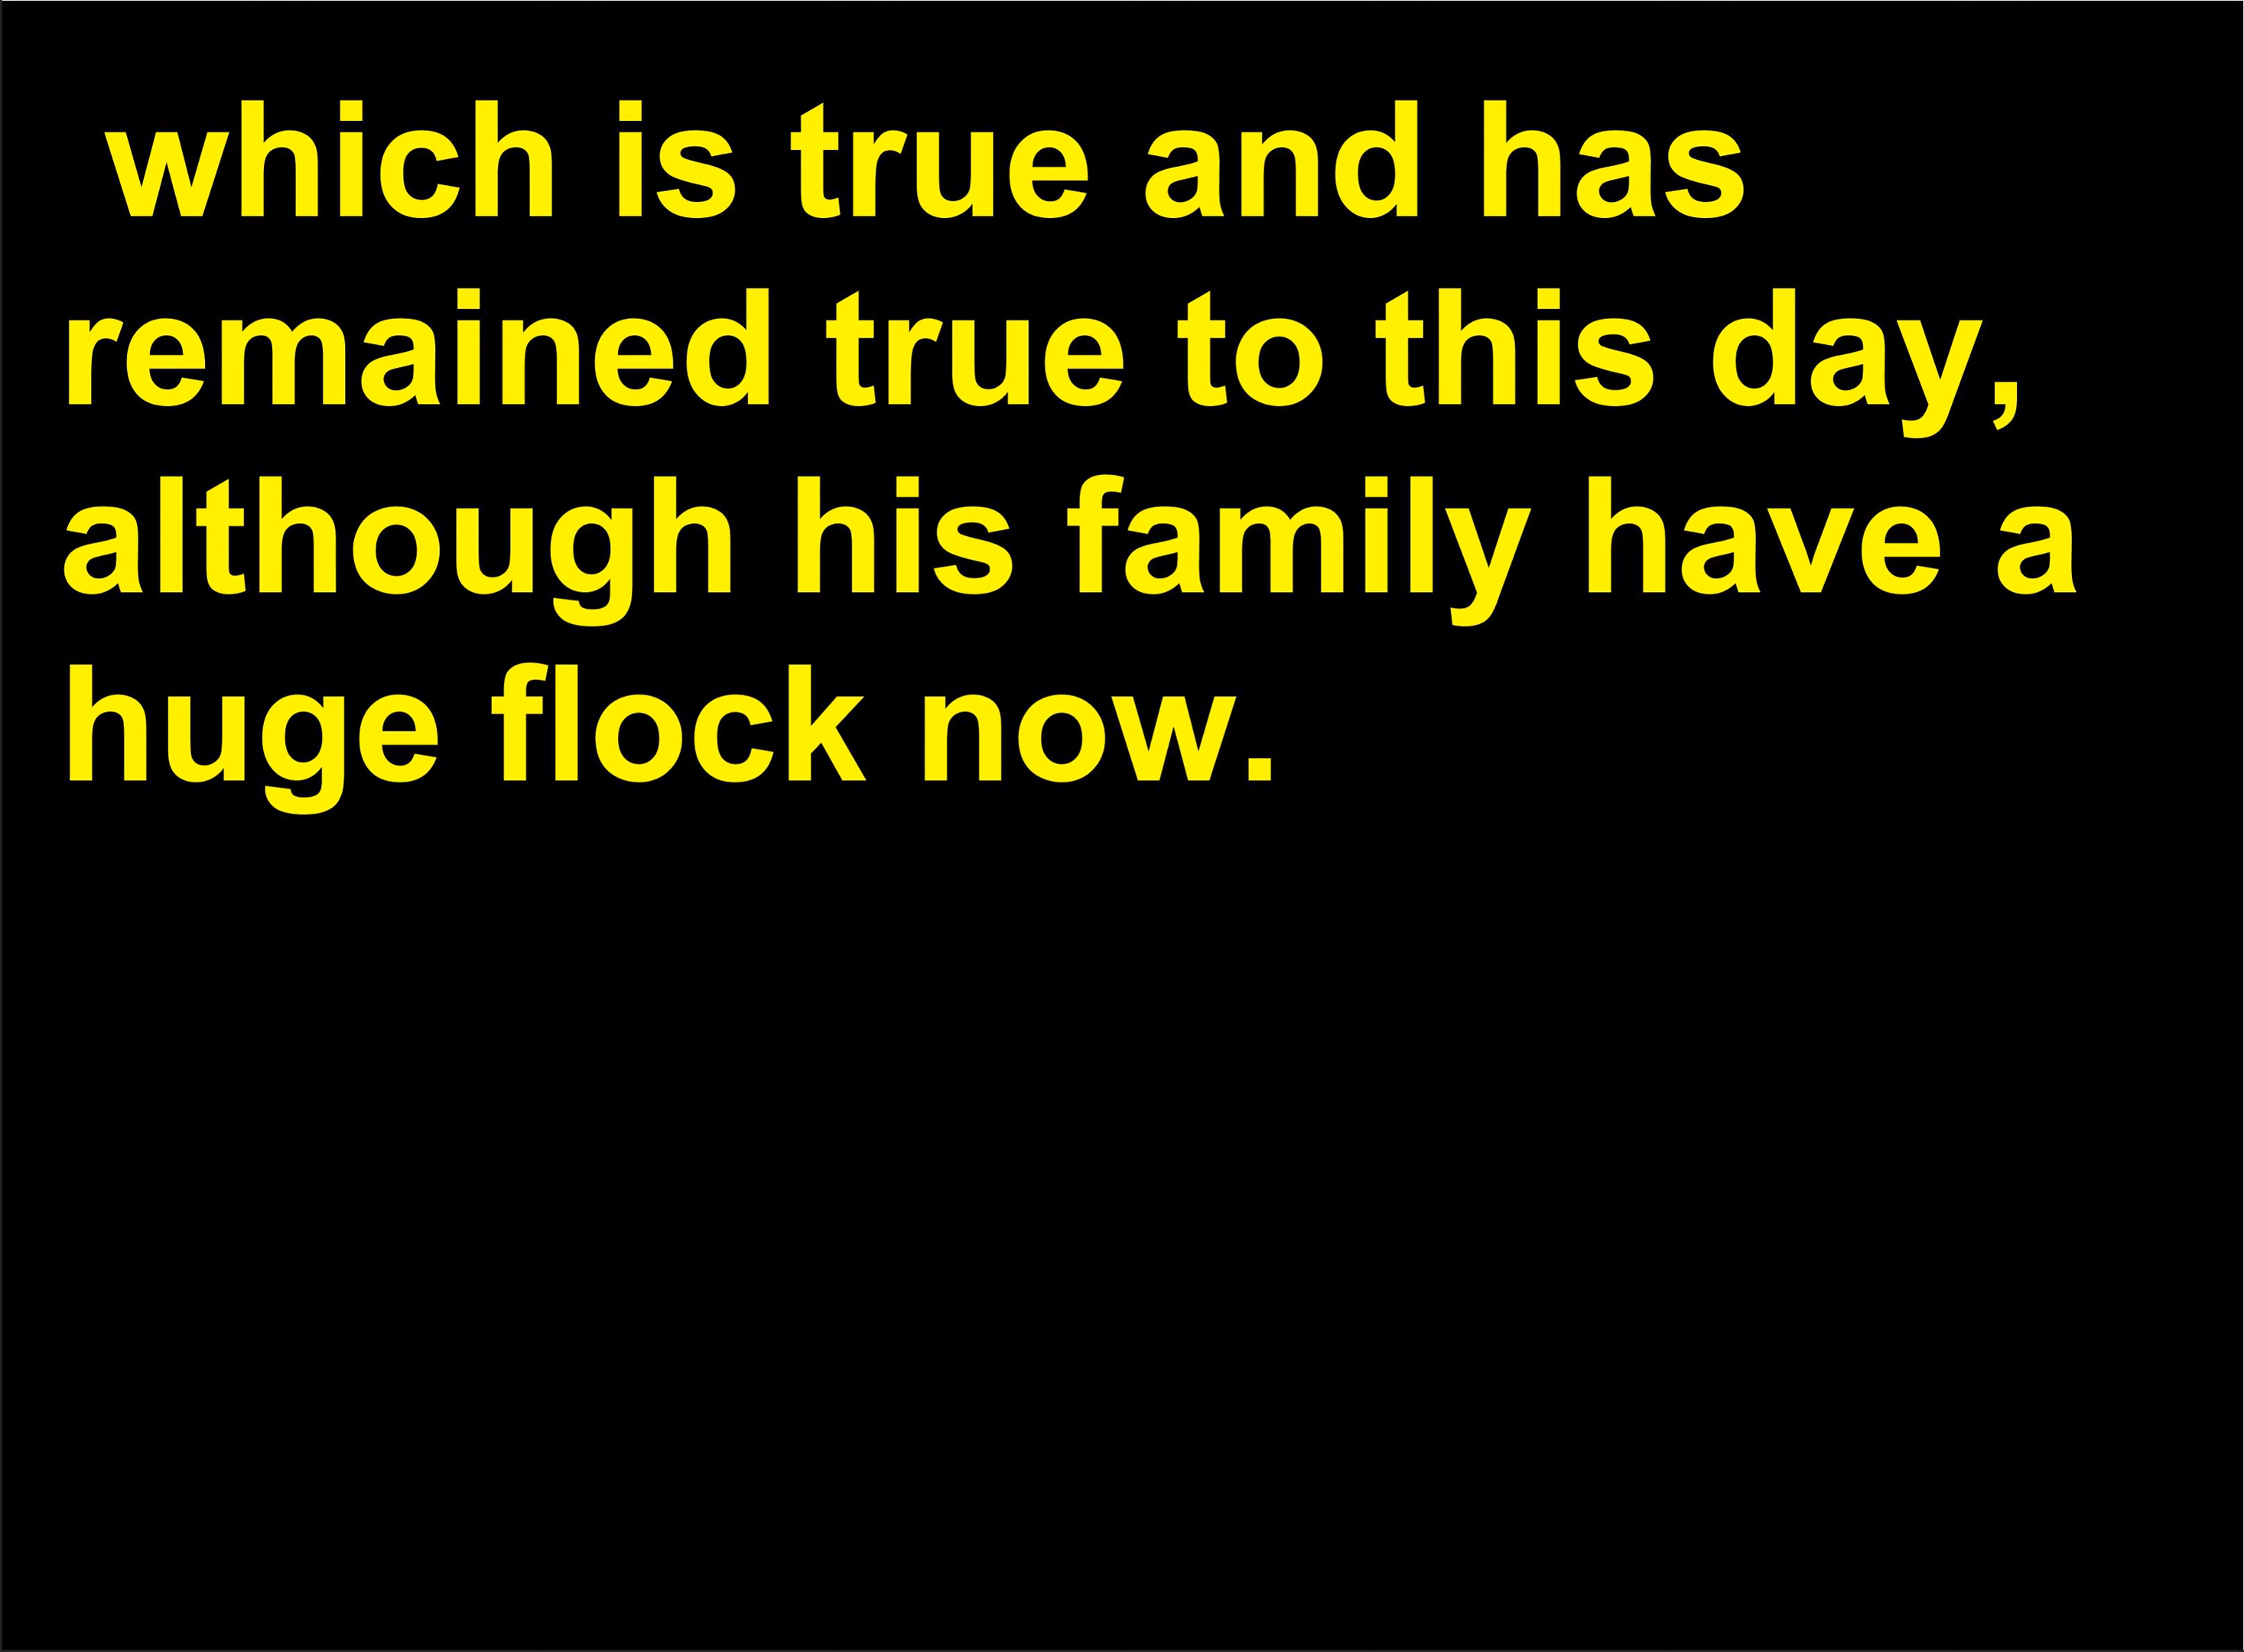 which is true and has
remained true to this day,
although his family have a
huge flock now.